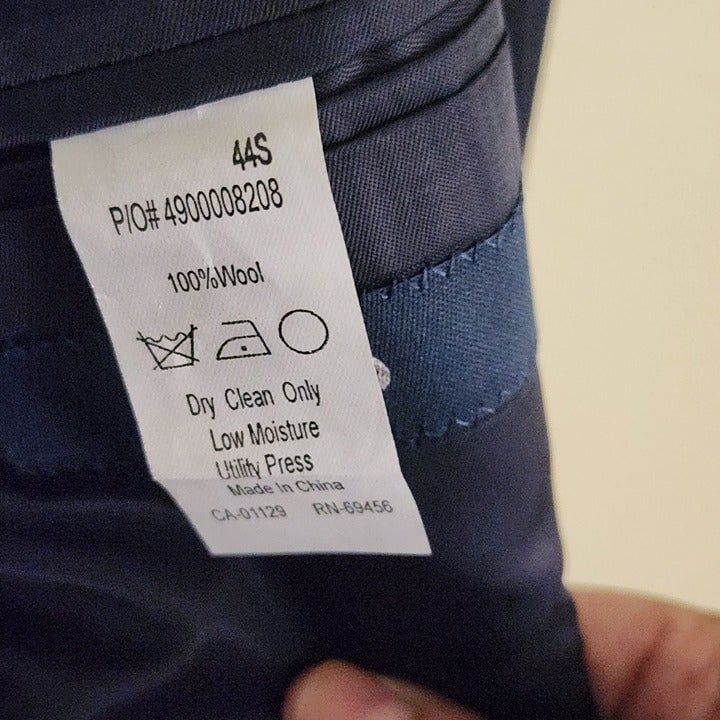 44S
P/O# 4900008208
100%Wool
Dry Clean Only
Low Moisture
Utility Press
Made In China
CA-01129 RN-69456